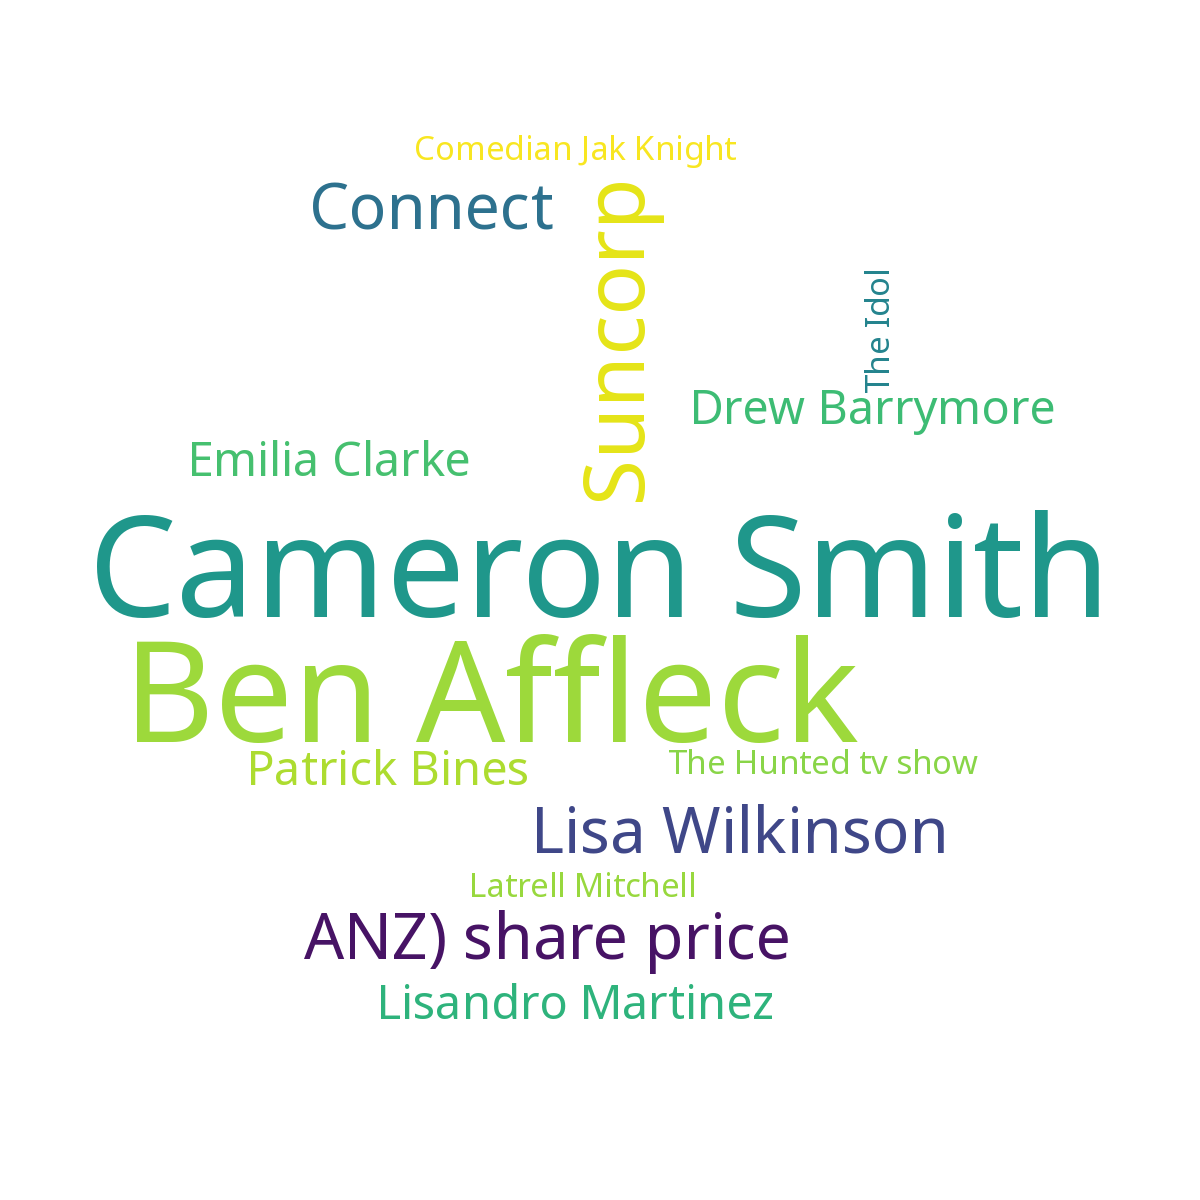 Comedian Jak Knight
Connect
Suncorp
The Idol
Drew Barrymore
Emilia Clarke
Cameron Smith
Ben Affleck
Patrick Bines
The Hunted tv show
Lisa Wilkinson
Latrell Mitchell
ANZ) share price
Lisandro Martinez